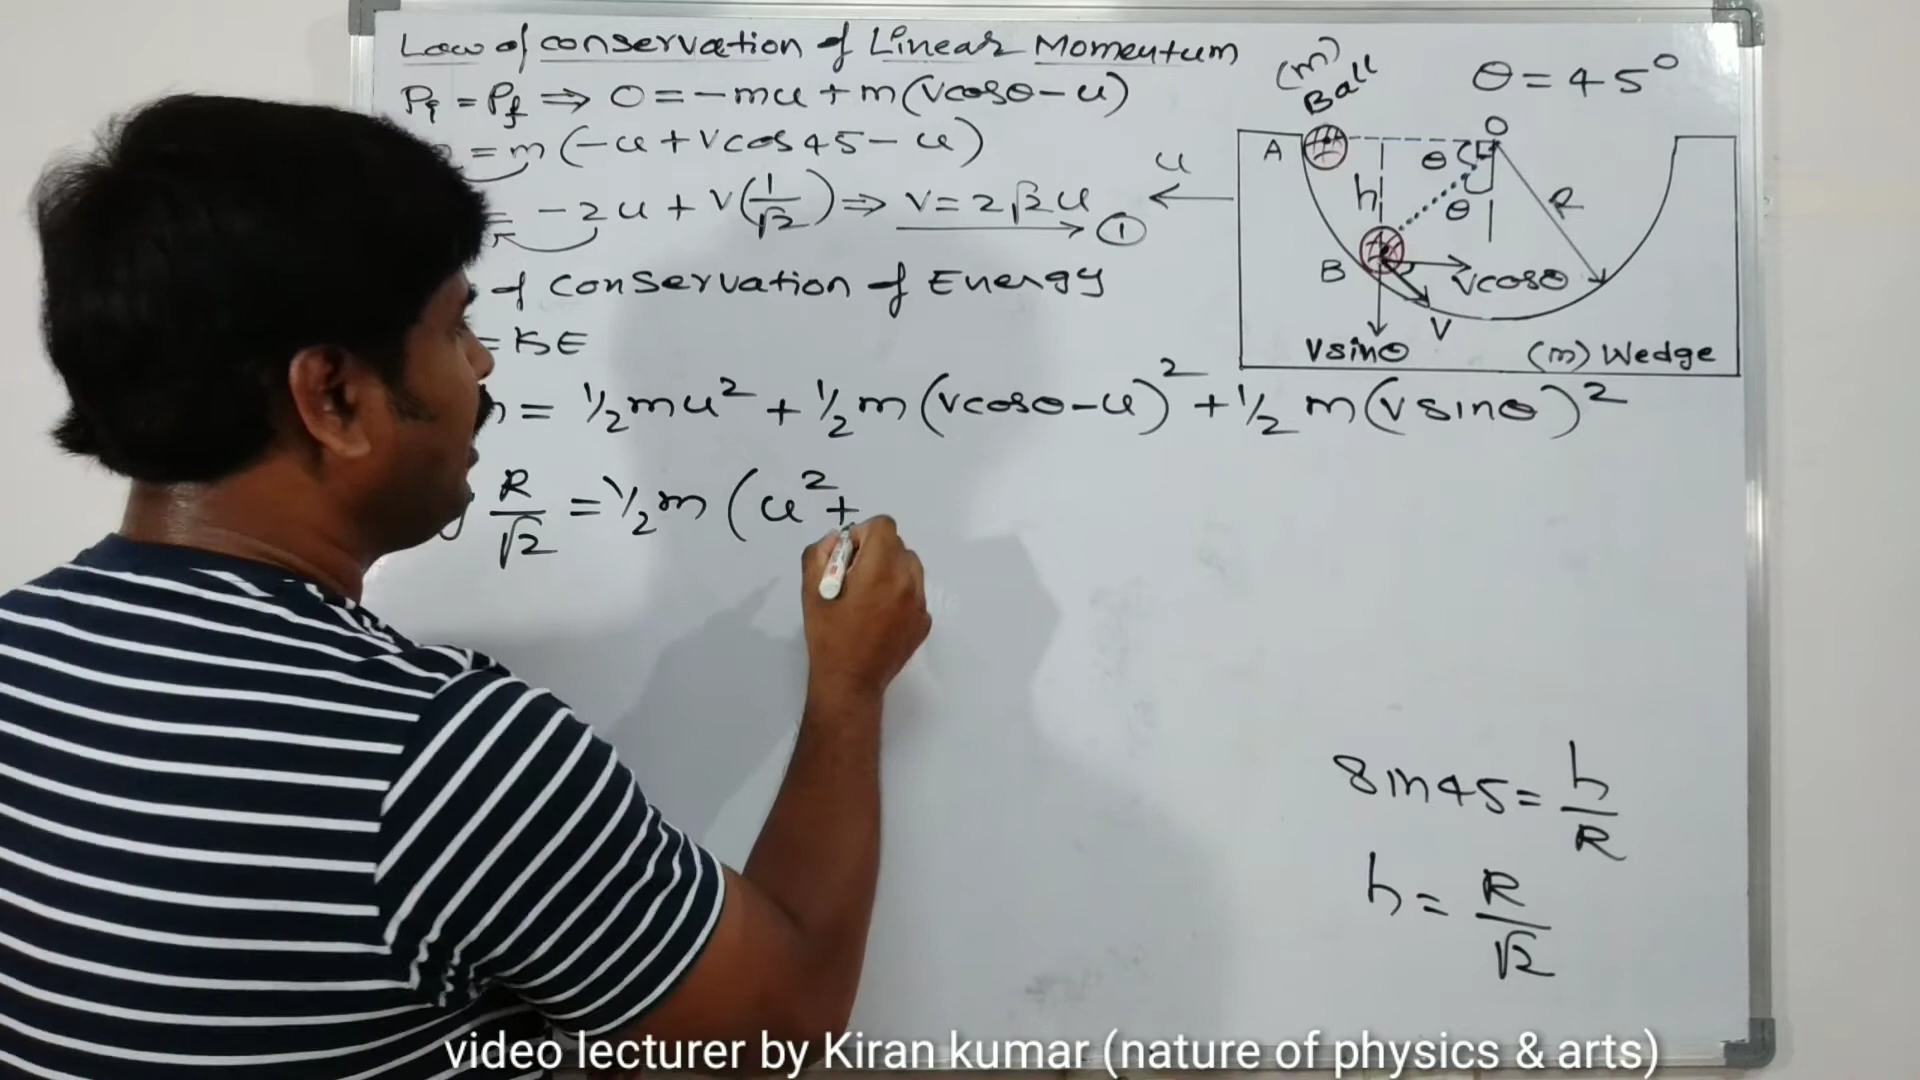 Law of conservation of Linear Momentum
Pi = Pf ⇒ 0 = -mu + m(vcosθ - u)
= m(-u + vcos45 - u)
= -2u + v(1/√2) ⇒ v = 2√2u
①
of conservation of Energy
= KE
h = 1/2mu² + 1/2m(vcosθ-u)² + 1/2 m(vsinθ)²
R/√2 = 1/2m (u² +
(m)
Ball
θ = 45°
O
A
θ
u
h
θ
R
B
vcosθ
v
vsinθ
(m) Wedge
sin45 = h/R
h = R/√2
video lecturer by Kiran kumar (nature of physics & arts)